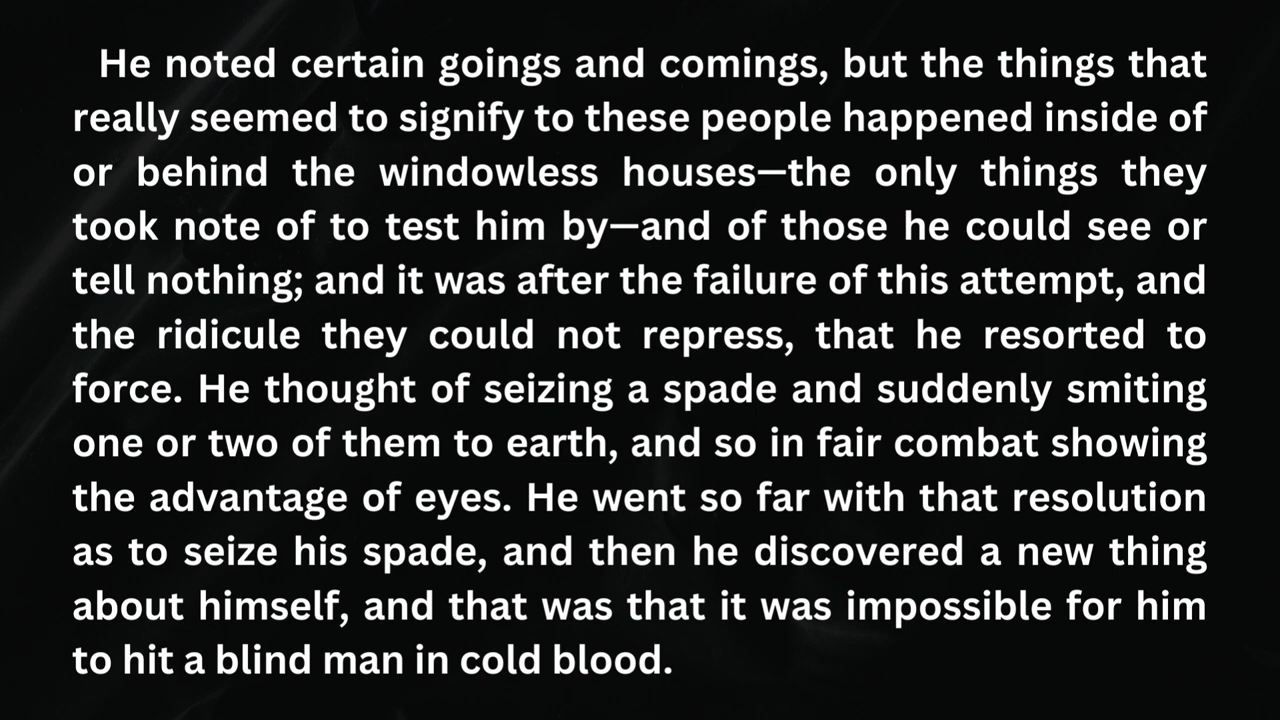 He noted certain goings and comings, but the things that
really seemed to signify to these people happened inside of
or behind the windowless houses—the only things they
took note of to test him by—and of those he could see or
tell nothing; and it was after the failure of this attempt, and
the ridicule they could not repress, that he resorted to
force. He thought of seizing a spade and suddenly smiting
one or two of them to earth, and so in fair combat showing
the advantage of eyes. He went so far with that resolution
as to seize his spade, and then he discovered a new thing
about himself, and that was that it was impossible for him
to hit a blind man in cold blood.